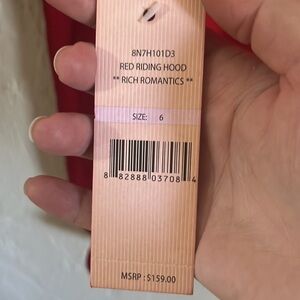 8N7H101D3
RED RIDING HOOD
** RICH ROMANTICS **
SIZE: 6
8 82888 03708 4
MSRP : $159.00